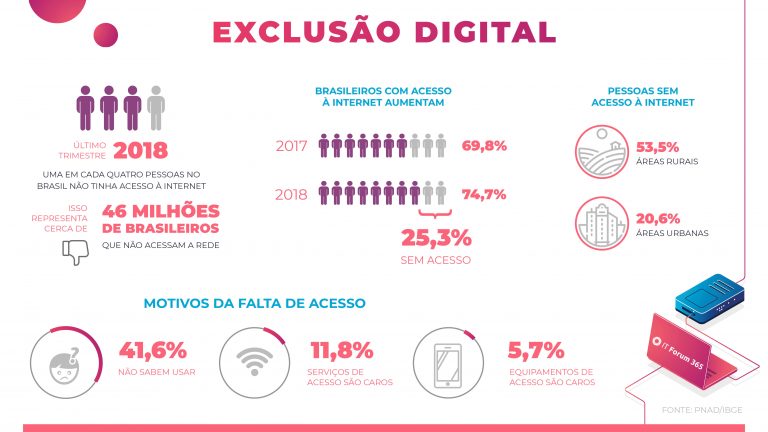 EXCLUSÃO DIGITAL
ÚLTIMO
TRIMESTRE 2018
UMA EM CADA QUATRO PESSOAS NO
BRASIL NÃO TINHA ACESSO À INTERNET
ISSO
REPRESENTA
CERCA DE
46 MILHÕES
DE BRASILEIROS
QUE NÃO ACESSAM A REDE
BRASILEIROS COM ACESSO
À INTERNET AUMENTAM
2017 69,8%
2018 74,7%
25,3%
SEM ACESSO
PESSOAS SEM
ACESSO À INTERNET
53,5%
ÁREAS RURAIS
20,6%
ÁREAS URBANAS
MOTIVOS DA FALTA DE ACESSO
41,6%
NÃO SABEM USAR
11,8%
SERVIÇOS DE
ACESSO SÃO CAROS
5,7%
EQUIPAMENTOS DE
ACESSO SÃO CAROS
IT Forum 365
FONTE: PNAD/IBGE